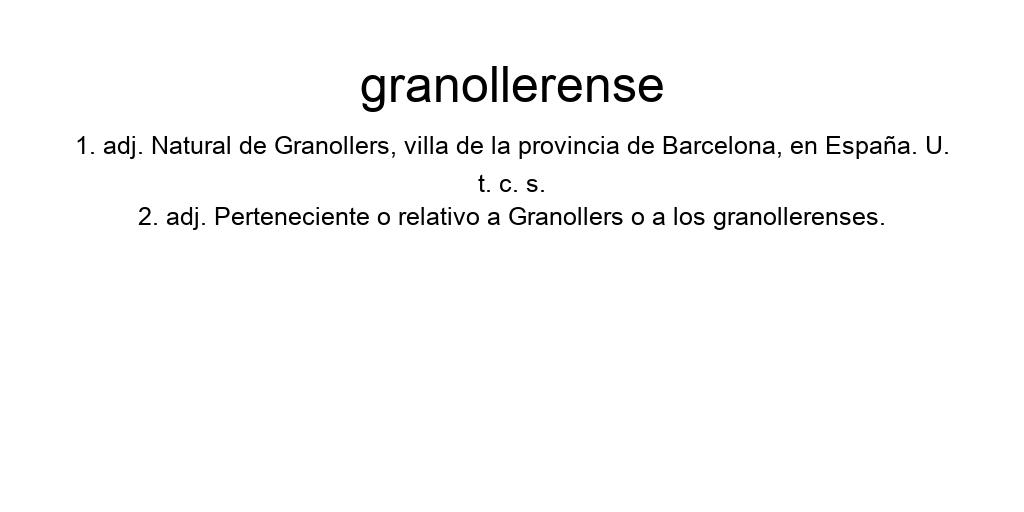 granollerense
1. adj. Natural de Granollers, villa de la provincia de Barcelona, en España. U.
t. c. s.
2. adj. Perteneciente o relativo a Granollers o a los granollerenses.